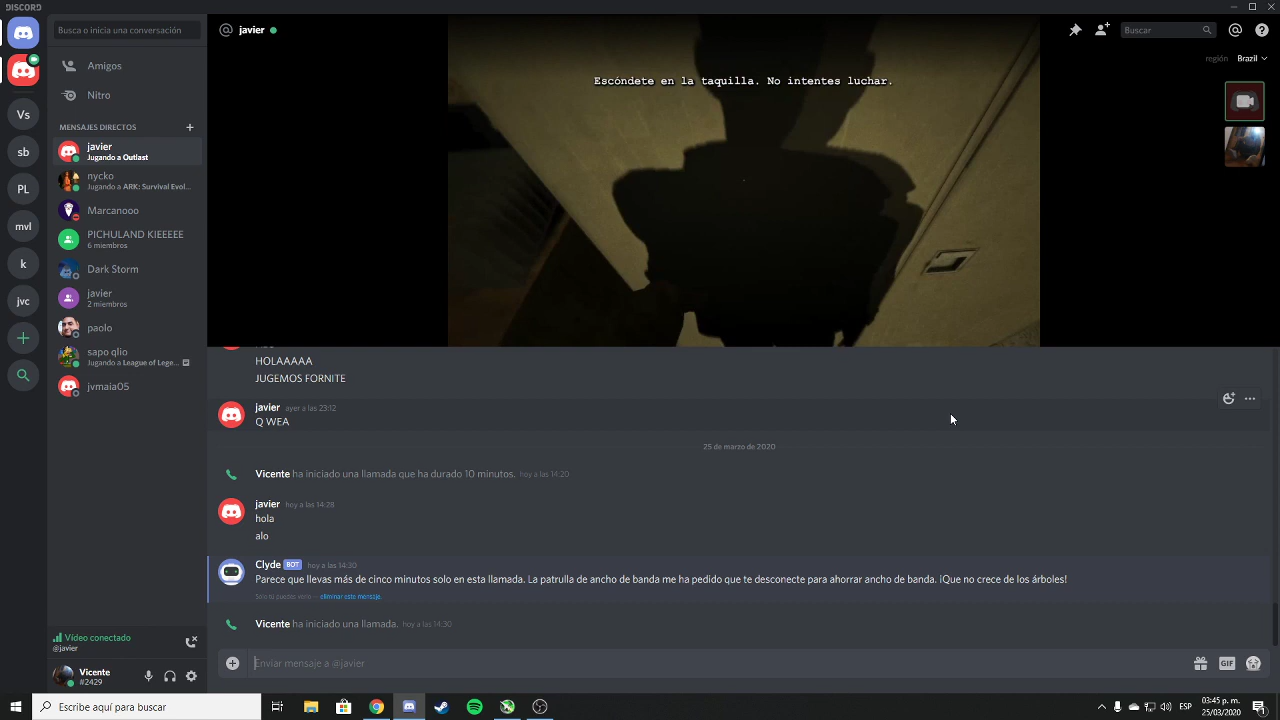 DISCORD
Busca o inicia una conversación
Amigos
Nitro
MENSAJES DIRECTOS
javier
Jugando a Outlast
nycko
Jugando a ARK: Survival Evol...
Marcanooo
PICHULAND KIEEEEE
6 miembros
Dark Storm
javier
2 miembros
paolo
sapo qlio
Jugando a League of Lege...
jvmaia05
Vs
sb
PL
mvl
k
jvc
Vídeo conectado
@javier
Vicente
#2429
javier
Buscar
región
Brazil
Escóndete en la taquilla. No intentes luchar.
HOLAAAAA
JUGEMOS FORNITE
javier ayer a las 23:12
Q WEA
25 de marzo de 2020
Vicente ha iniciado una llamada que ha durado 10 minutos. hoy a las 14:20
javier hoy a las 14:28
hola
alo
Clyde BOT hoy a las 14:30
Parece que llevas más de cinco minutos solo en esta llamada. La patrulla de ancho de banda me ha pedido que te desconecte para ahorrar ancho de banda. ¡Que no crece de los árboles!
Sólo tú puedes verlo — eliminar este mensaje.
Vicente ha iniciado una llamada. hoy a las 14:30
Enviar mensaje a @javier
GIF
Escribe aquí para buscar
ESP
03:45 p. m.
25/03/2020